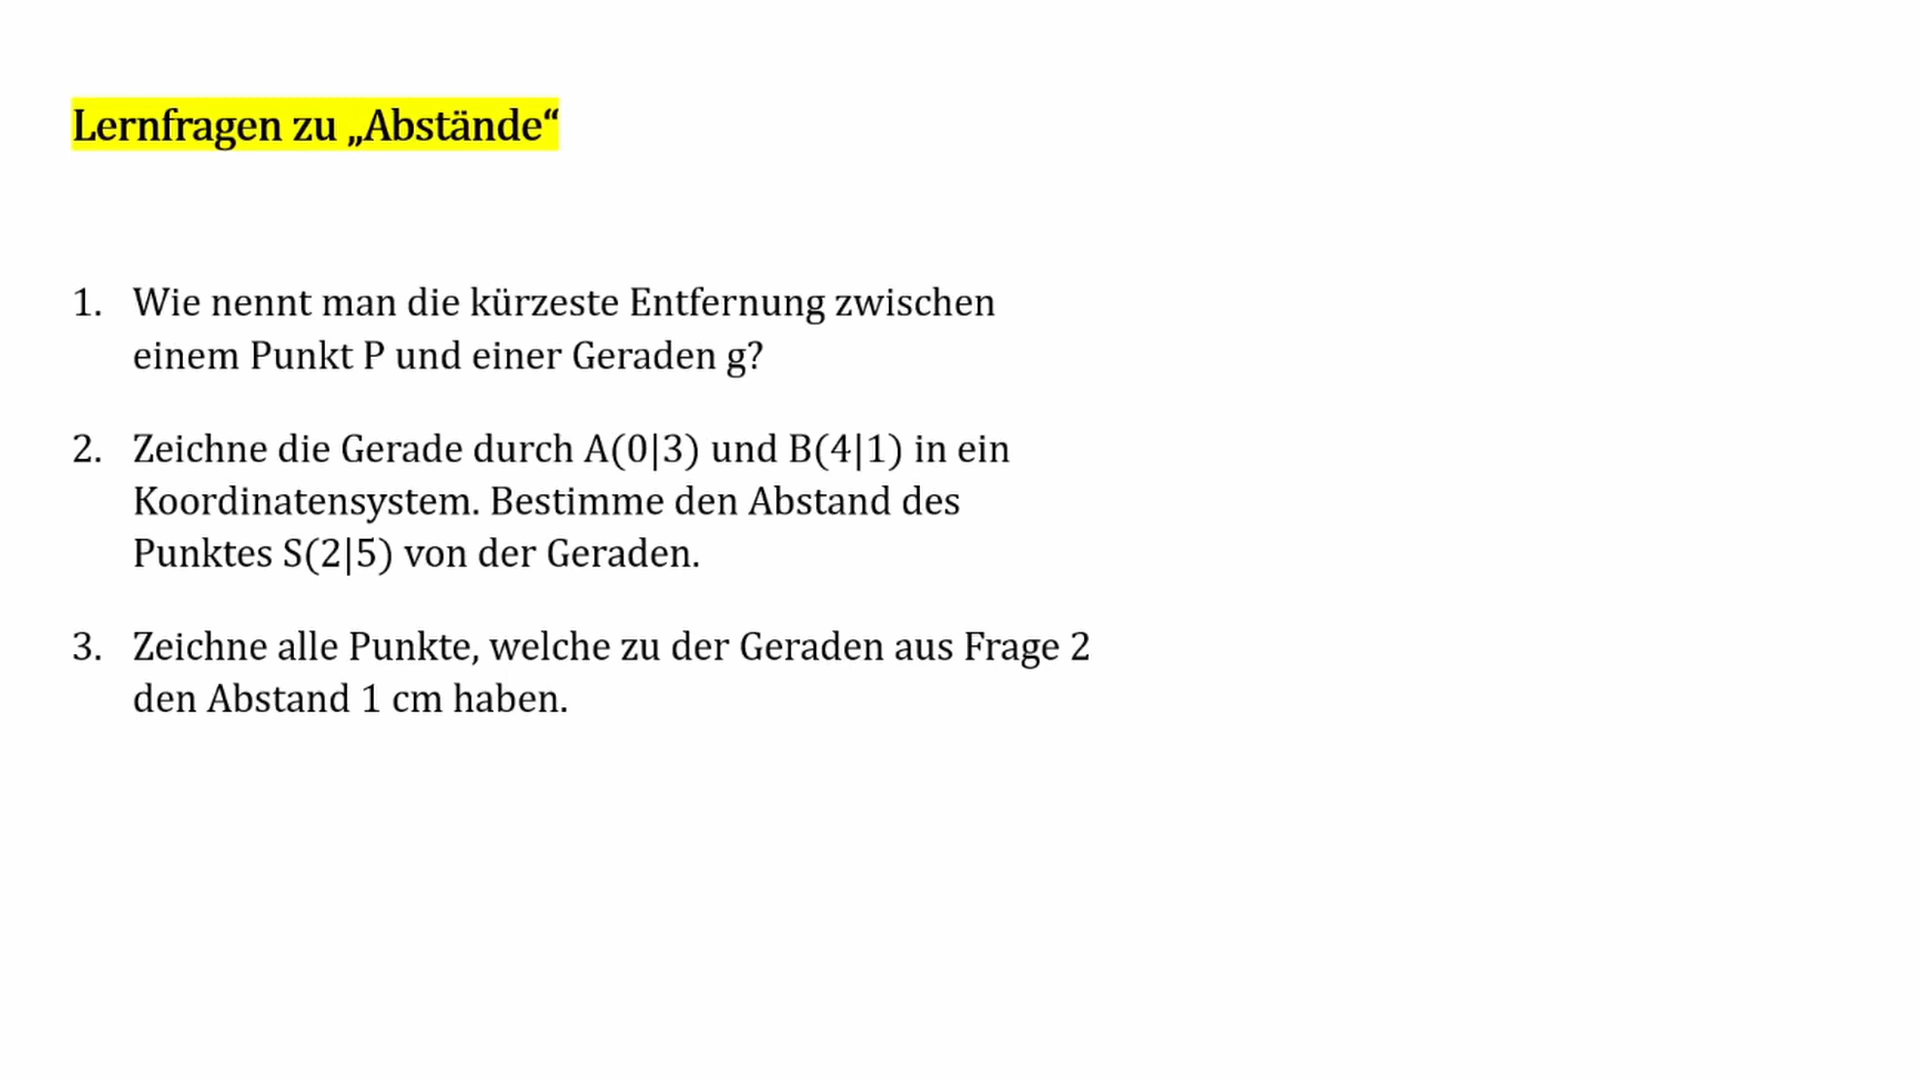 Lernfragen zu „Abstände“
1. Wie nennt man die kürzeste Entfernung zwischen
einem Punkt P und einer Geraden g?
2. Zeichne die Gerade durch A(0|3) und B(4|1) in ein
Koordinatensystem. Bestimme den Abstand des
Punktes S(2|5) von der Geraden.
3. Zeichne alle Punkte, welche zu der Geraden aus Frage 2
den Abstand 1 cm haben.